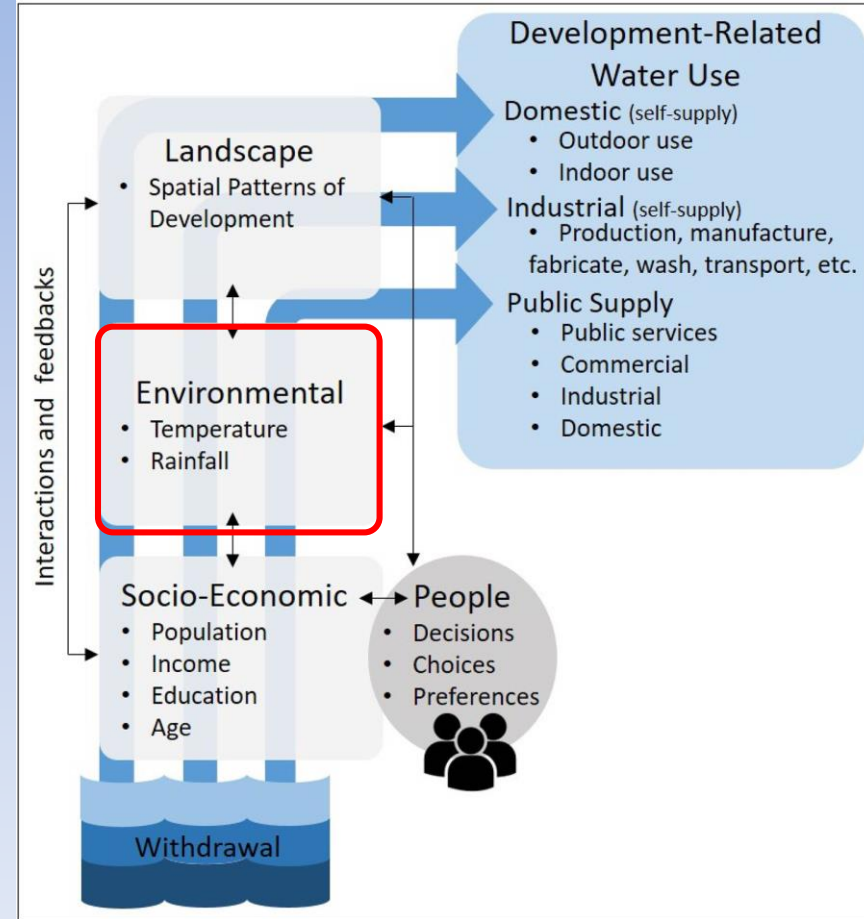 Development-Related
Water Use
Domestic (self-supply)
• Outdoor use
• Indoor use
Industrial (self-supply)
• Production, manufacture,
fabricate, wash, transport, etc.
Public Supply
• Public services
• Commercial
• Industrial
• Domestic
Landscape
• Spatial Patterns of
Development
Interactions and feedbacks
Environmental
• Temperature
• Rainfall
Socio-Economic
• Population
• Income
• Education
• Age
People
• Decisions
• Choices
• Preferences
Withdrawal